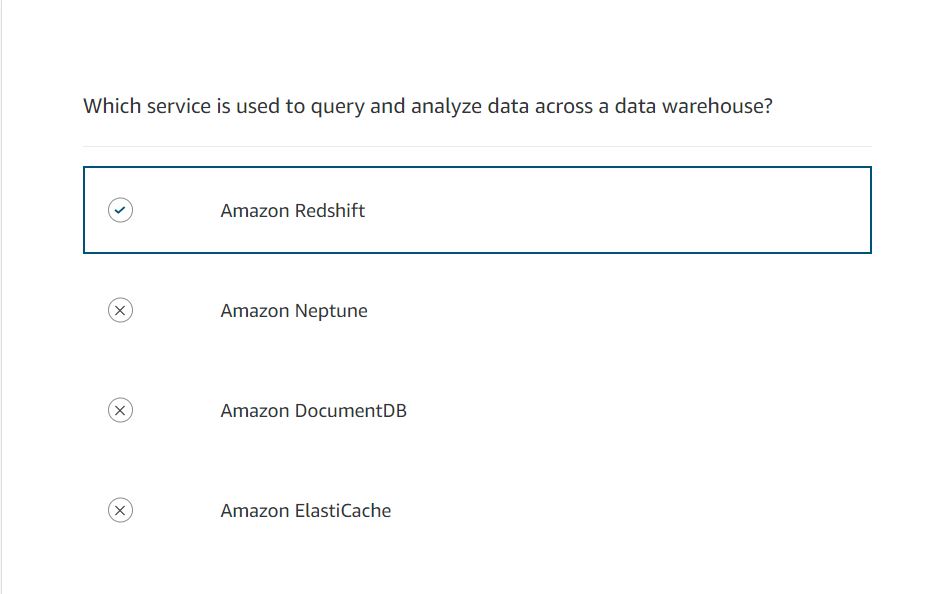 Which service is used to query and analyze data across a data warehouse?
Amazon Redshift
Amazon Neptune
Amazon DocumentDB
Amazon ElastiCache